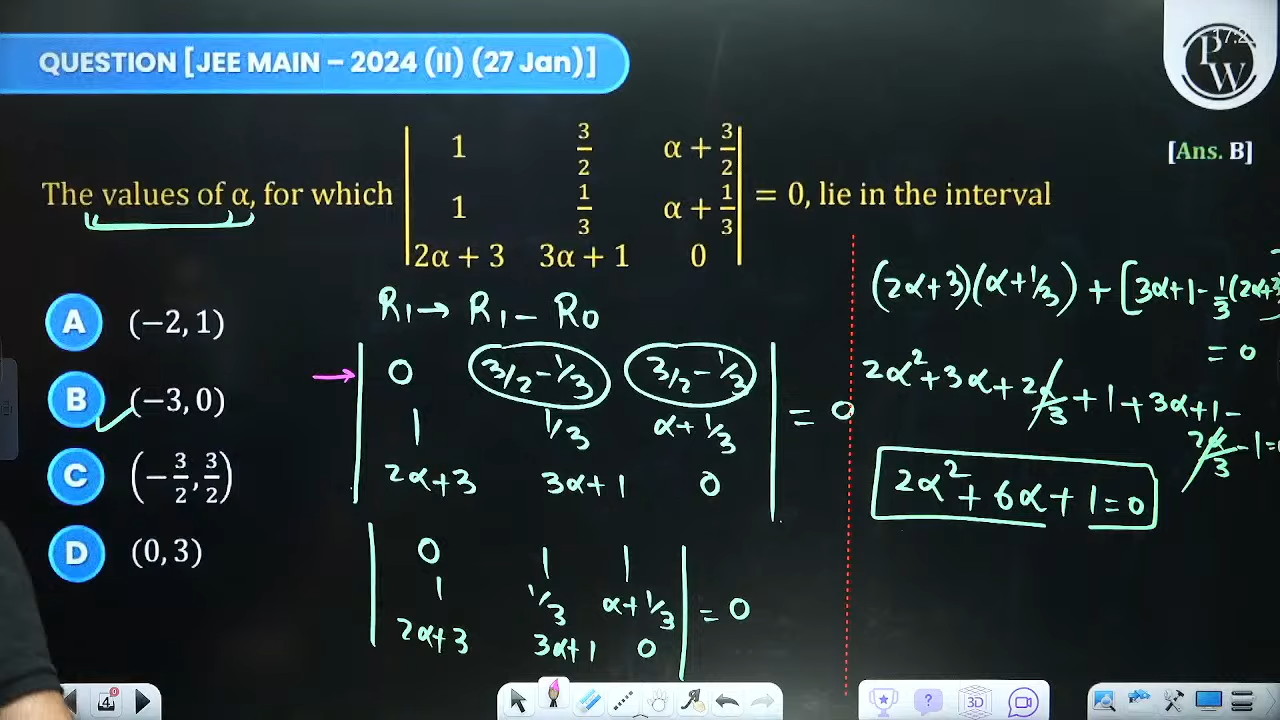 QUESTION [JEE MAIN – 2024 (II) (27 Jan)]
PW
17:2
[Ans. B]
The values of α, for which | 1 3/2 α + 3/2 |
| 1 1/3 α + 1/3 | = 0, lie in the interval
| 2α + 3 3α + 1 0 |
A (−2, 1)
B (−3, 0)
C (−3/2, 3/2)
D (0, 3)
R₁ → R₁ − R₀
| 0 3/2 − 1/3 3/2 − 1/3 |
| 1 1/3 α + 1/3 | = 0
| 2α+3 3α+1 0 |
| 0 1 1 |
| 1 1/3 α+1/3 | = 0
| 2α+3 3α+1 0 |
(2α+3)(α+1/3) + [3α+1 − 1/3(2α+3
= 0
2α² + 3α + 2α/3 + 1 + 3α + 1 −
2α/3 − 1 =
2α² + 6α + 1 = 0
4
0
?
3D